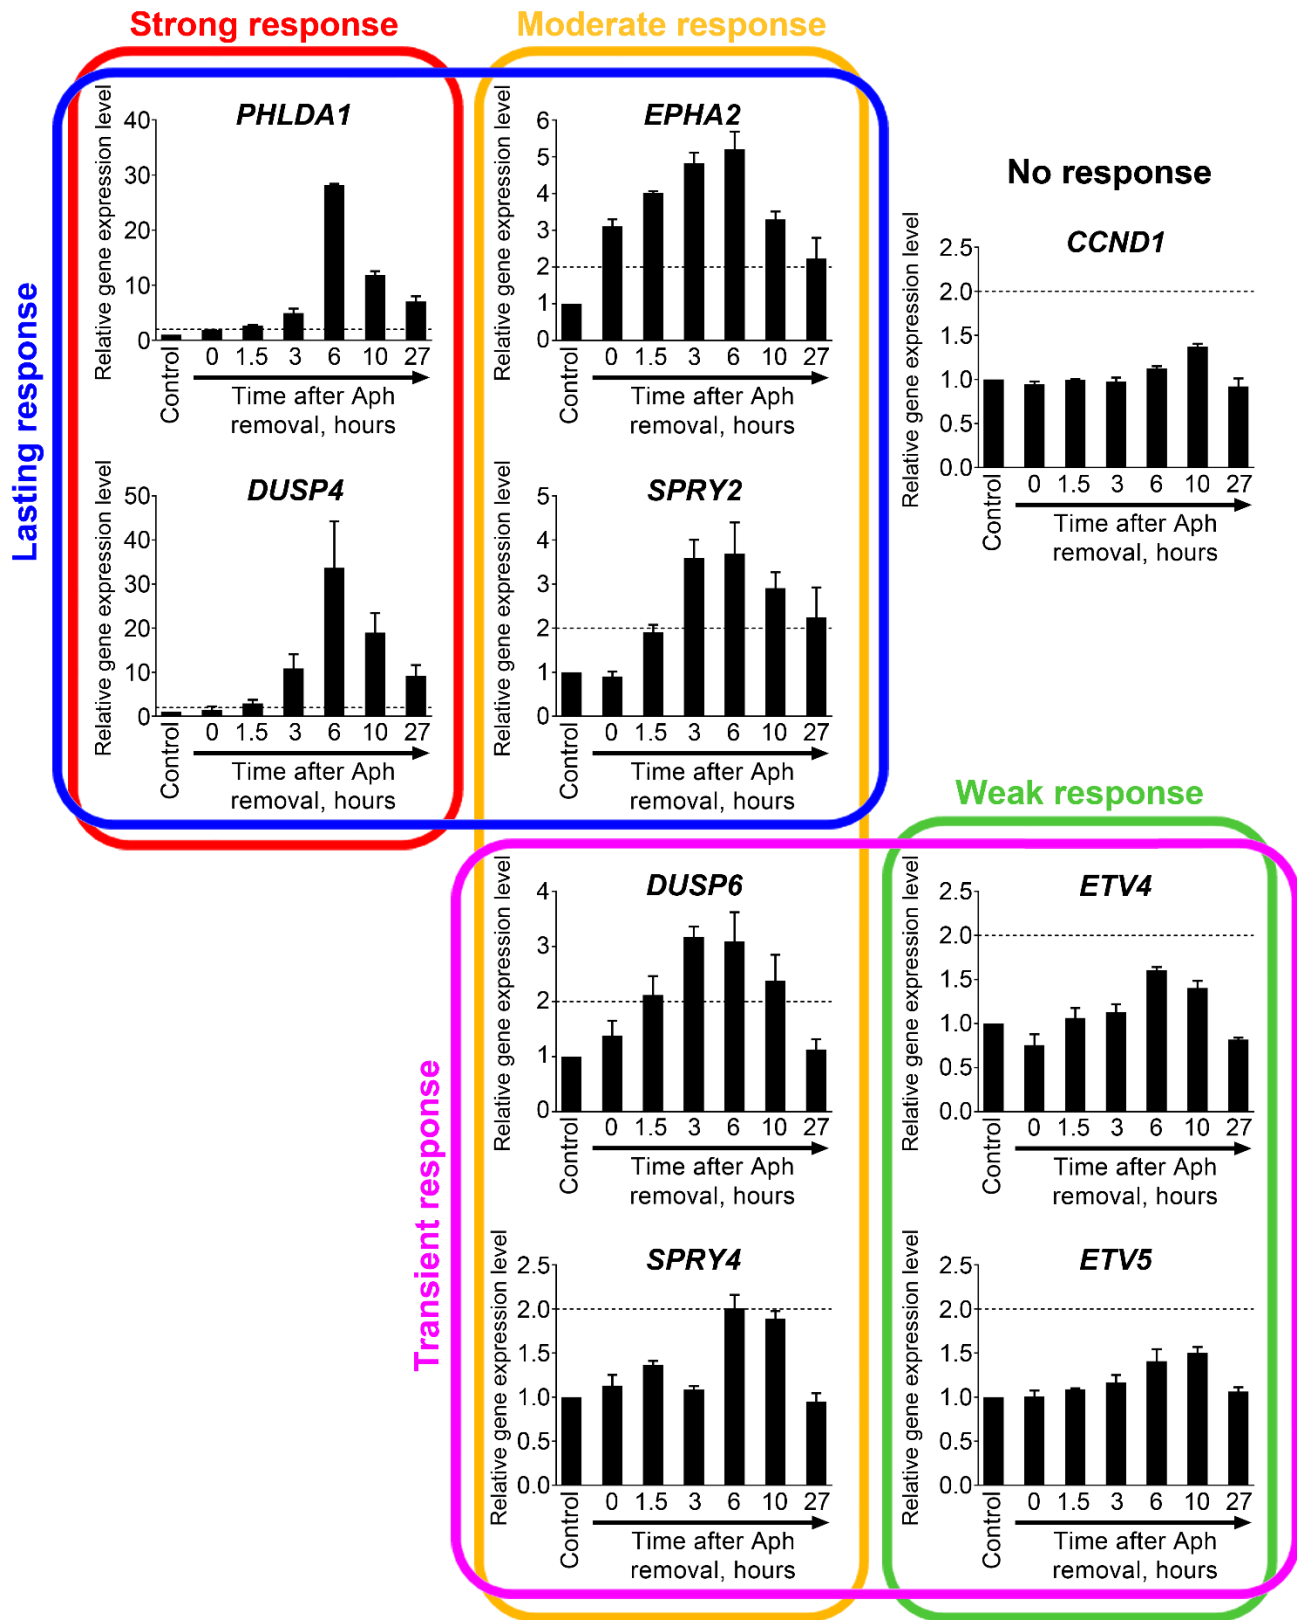 Strong response
Moderate response
Lasting response
PHLDA1
Relative gene expression level
40
30
20
10
0
Control
0 1.5 3 6 10 27
Time after Aph
removal, hours
EPHA2
Relative gene expression level
6
5
4
3
2
1
0
Control
0 1.5 3 6 10 27
Time after Aph
removal, hours
No response
CCND1
Relative gene expression level
2.5
2.0
1.5
1.0
0.5
0.0
Control
0 1.5 3 6 10 27
Time after Aph
removal, hours
DUSP4
Relative gene expression level
50
40
30
20
10
0
Control
0 1.5 3 6 10 27
Time after Aph
removal, hours
SPRY2
Relative gene expression level
5
4
3
2
1
0
Control
0 1.5 3 6 10 27
Time after Aph
removal, hours
Weak response
Transient response
DUSP6
Relative gene expression level
4
3
2
1
0
Control
0 1.5 3 6 10 27
Time after Aph
removal, hours
ETV4
Relative gene expression level
2.5
2.0
1.5
1.0
0.5
0.0
Control
0 1.5 3 6 10 27
Time after Aph
removal, hours
SPRY4
Relative gene expression level
2.5
2.0
1.5
1.0
0.5
0.0
Control
0 1.5 3 6 10 27
Time after Aph
removal, hours
ETV5
Relative gene expression level
2.5
2.0
1.5
1.0
0.5
0.0
Control
0 1.5 3 6 10 27
Time after Aph
removal, hours